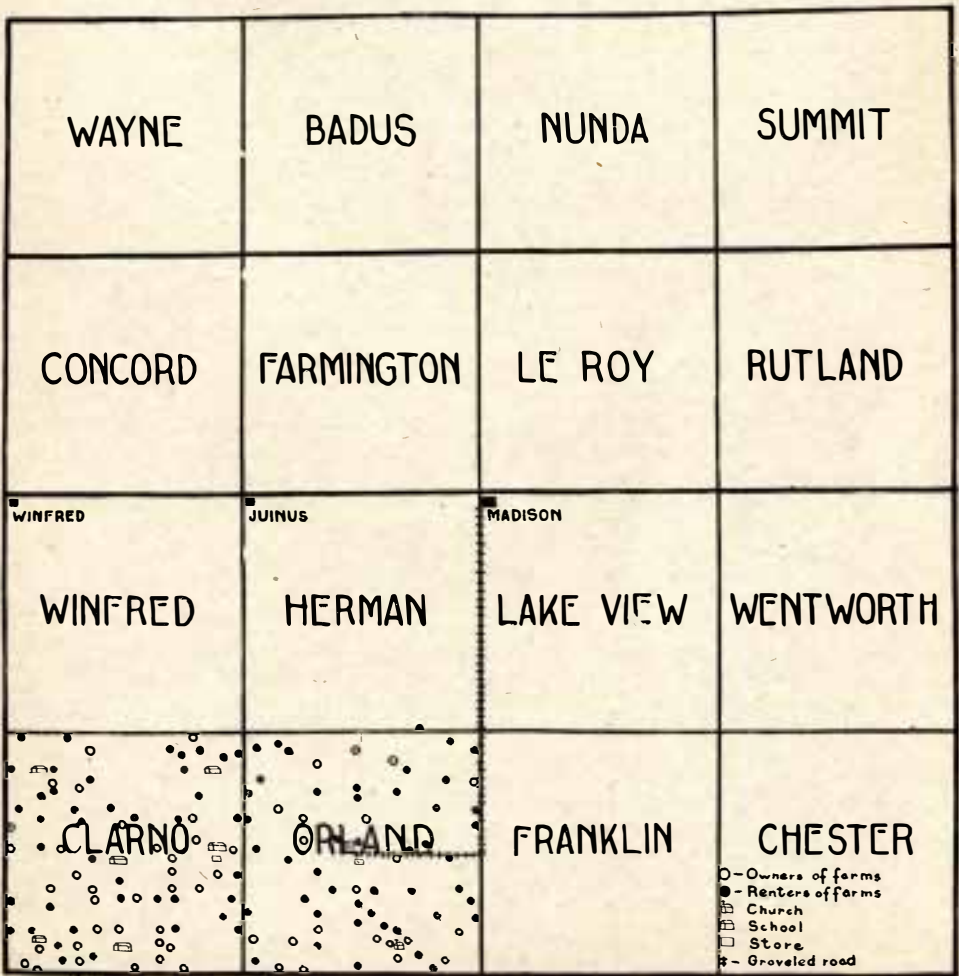 WAYNE BADUS NUNDA SUMMIT
CONCORD FARMINGTON LE ROY RUTLAND
WINFRED JUINUS MADISON
WINFRED HERMAN LAKE VIEW WENTWORTH
CLARNO ORLAND FRANKLIN CHESTER
O-Owners of farms
●-Renters of farms
Church
School
Store
#-Groveled road